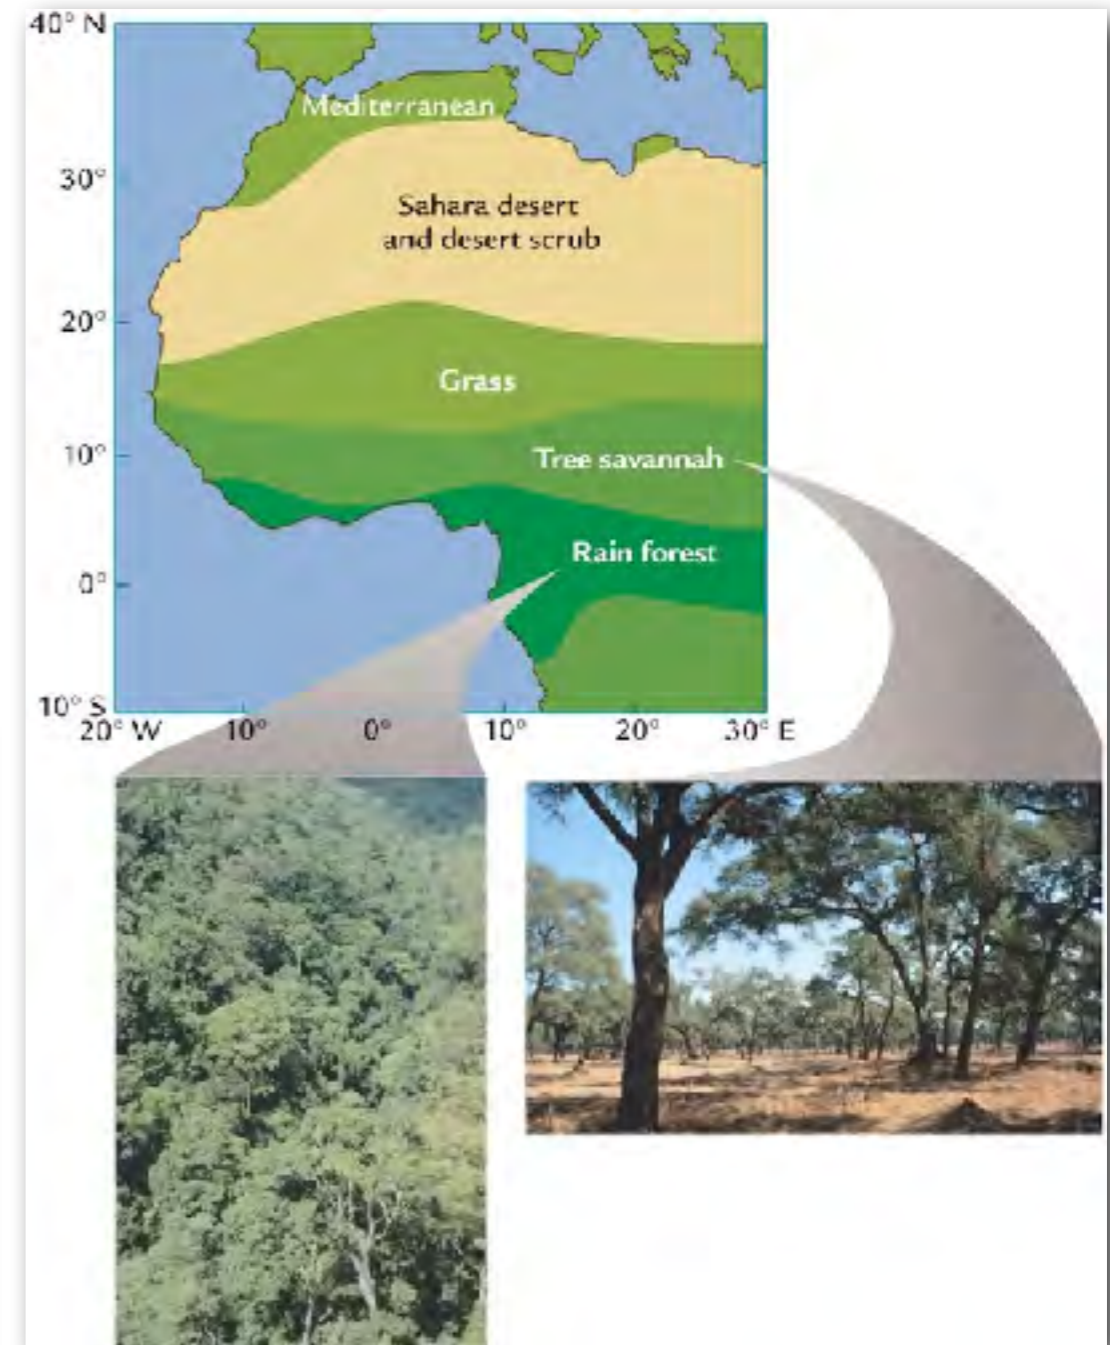 40° N
Mediterranean
30°
Sahara desert
and desert scrub
20°
Grass
10°
Tree savannah
Rain forest
0°
10° S
20° W
10°
0°
10°
20°
30° E